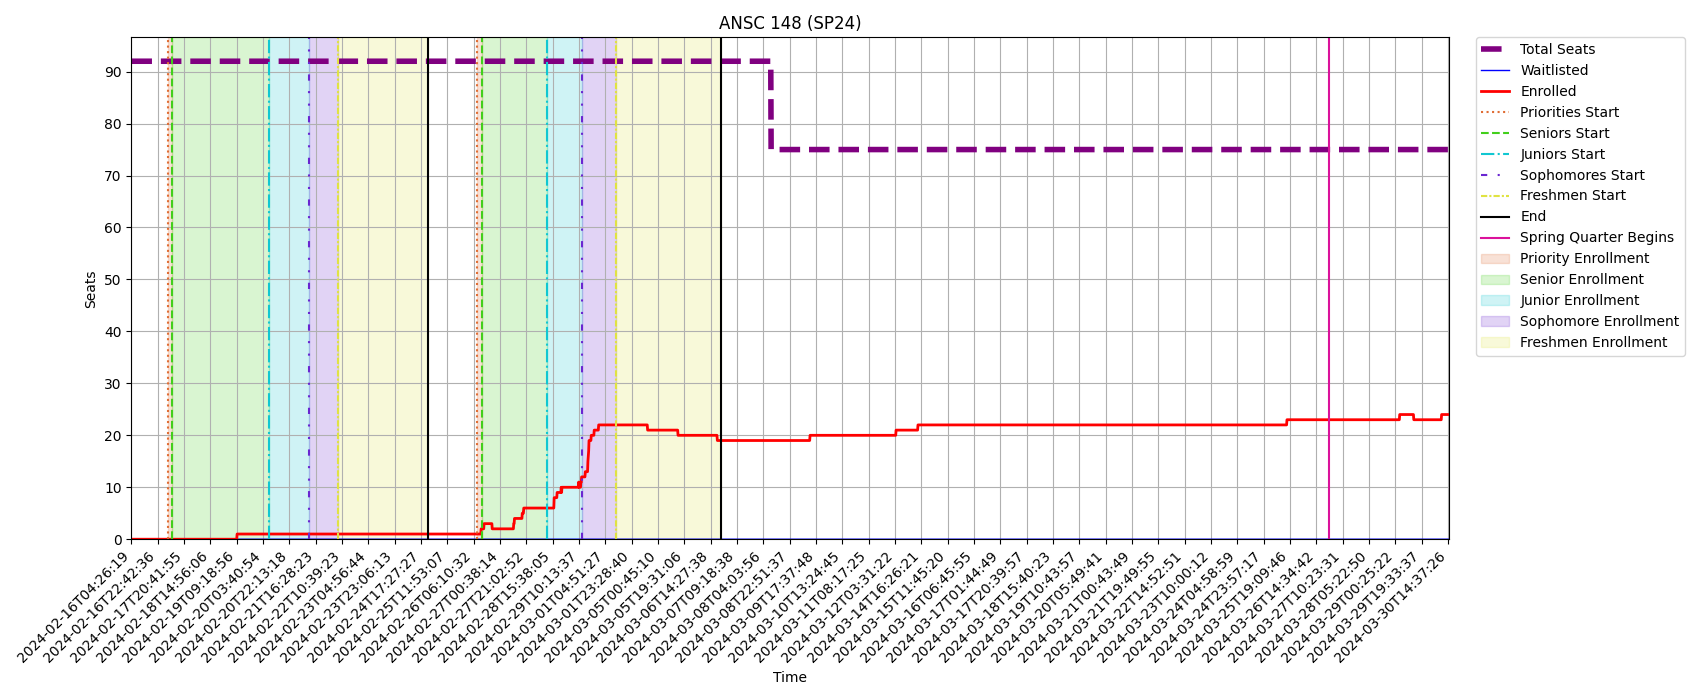 ANSC 148 (SP24)
Total Seats
Waitlisted
Enrolled
Priorities Start
Seniors Start
Juniors Start
Sophomores Start
Freshmen Start
End
Spring Quarter Begins
Priority Enrollment
Senior Enrollment
Junior Enrollment
Sophomore Enrollment
Freshmen Enrollment
Seats
90
80
70
60
50
40
30
20
10
0
2024-02-16T04:26:19
2024-02-16T22:42:36
2024-02-17T20:41:55
2024-02-18T14:56:06
2024-02-19T09:18:56
2024-02-20T03:40:54
2024-02-20T22:13:18
2024-02-21T16:28:23
2024-02-22T10:39:23
2024-02-23T04:56:44
2024-02-23T23:06:13
2024-02-24T17:27:27
2024-02-25T11:53:07
2024-02-26T06:10:32
2024-02-27T00:38:14
2024-02-27T21:02:52
2024-02-28T15:38:05
2024-02-29T10:13:37
2024-03-01T04:51:27
2024-03-01T23:28:40
2024-03-05T00:45:10
2024-03-05T19:31:06
2024-03-06T14:27:38
2024-03-07T09:18:38
2024-03-08T04:03:56
2024-03-08T22:51:37
2024-03-09T17:37:48
2024-03-10T13:24:45
2024-03-11T08:17:25
2024-03-12T03:31:22
2024-03-14T16:26:21
2024-03-15T11:45:20
2024-03-16T06:45:55
2024-03-17T01:44:49
2024-03-17T20:39:57
2024-03-18T15:40:23
2024-03-19T10:43:57
2024-03-20T05:49:41
2024-03-21T00:43:49
2024-03-21T19:49:55
2024-03-22T14:52:51
2024-03-23T10:00:12
2024-03-24T04:58:59
2024-03-24T23:57:17
2024-03-25T19:09:46
2024-03-26T14:34:42
2024-03-27T10:23:31
2024-03-28T05:22:50
2024-03-29T00:25:22
2024-03-29T19:33:37
2024-03-30T14:37:26
Time